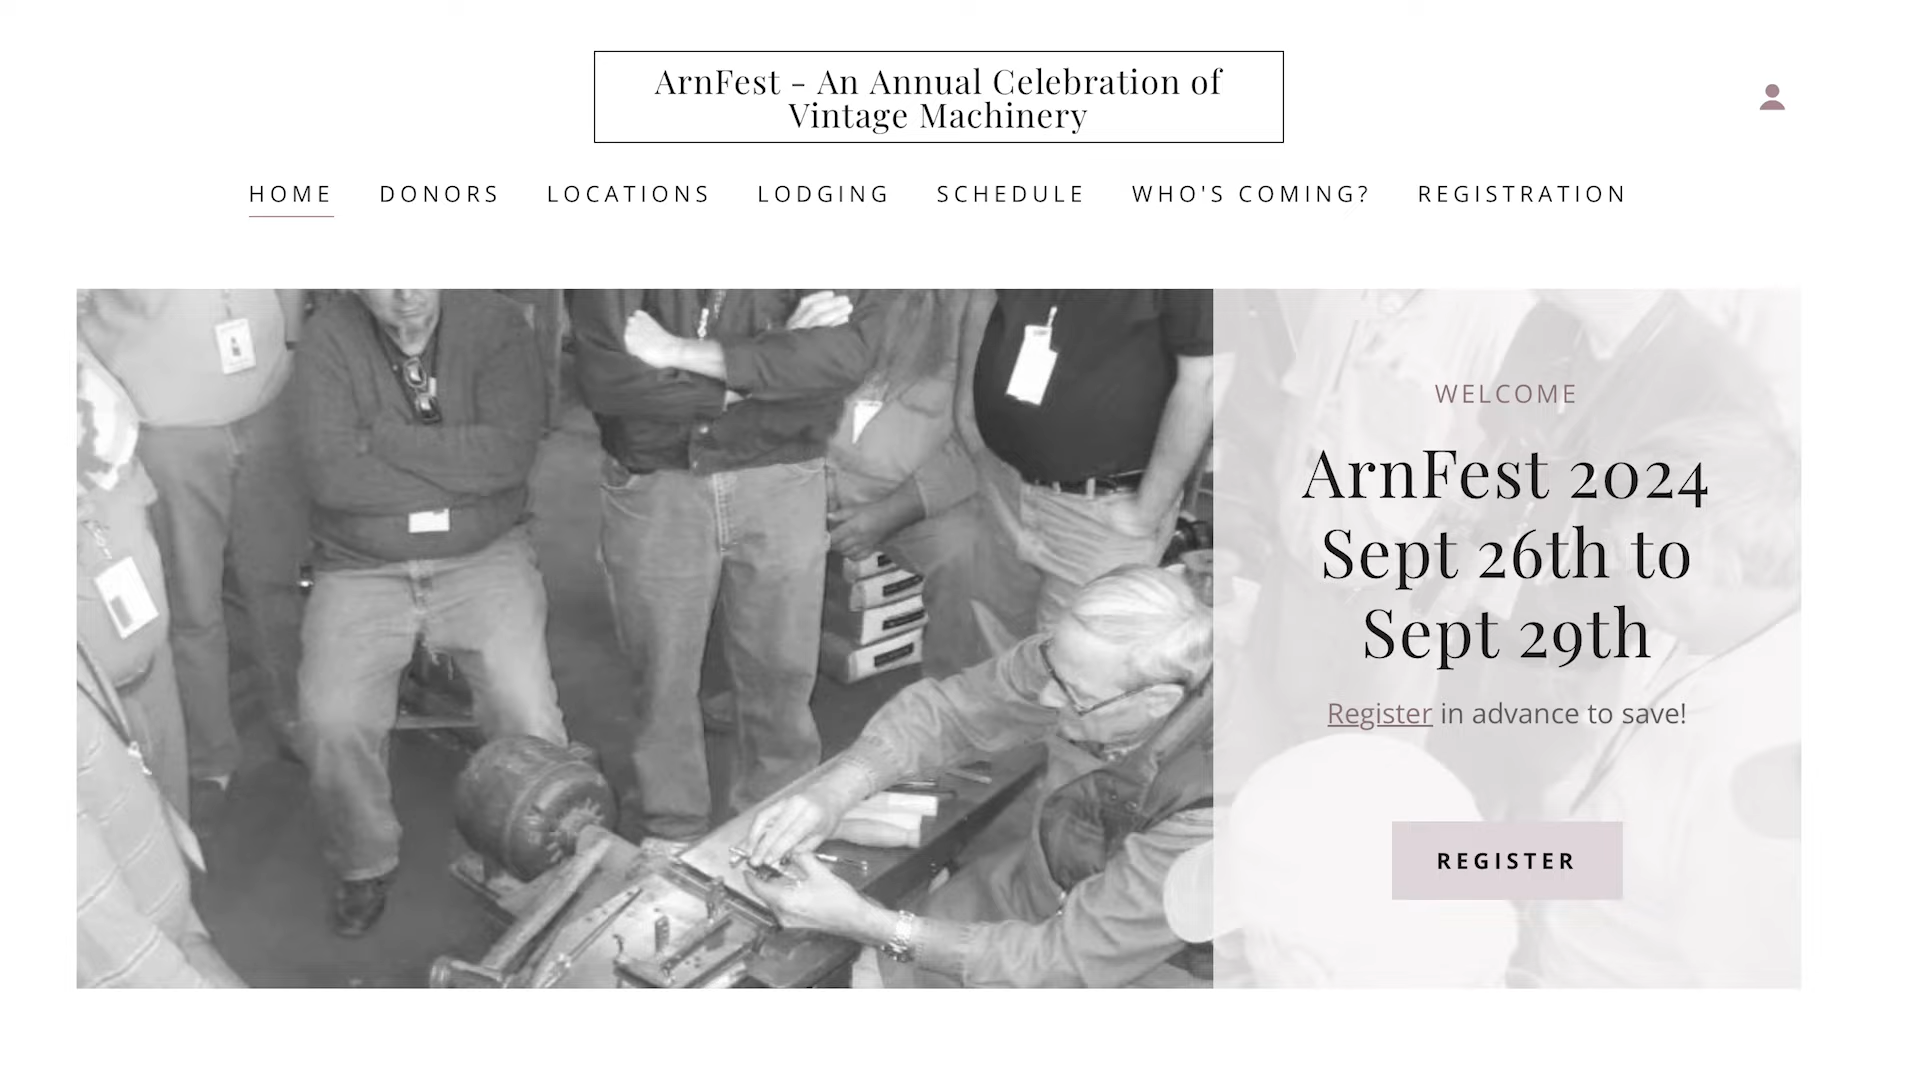 ArnFest - An Annual Celebration of
Vintage Machinery
HOME DONORS LOCATIONS LODGING SCHEDULE WHO'S COMING? REGISTRATION
WELCOME
ArnFest 2024
Sept 26th to
Sept 29th
Register in advance to save!
REGISTER